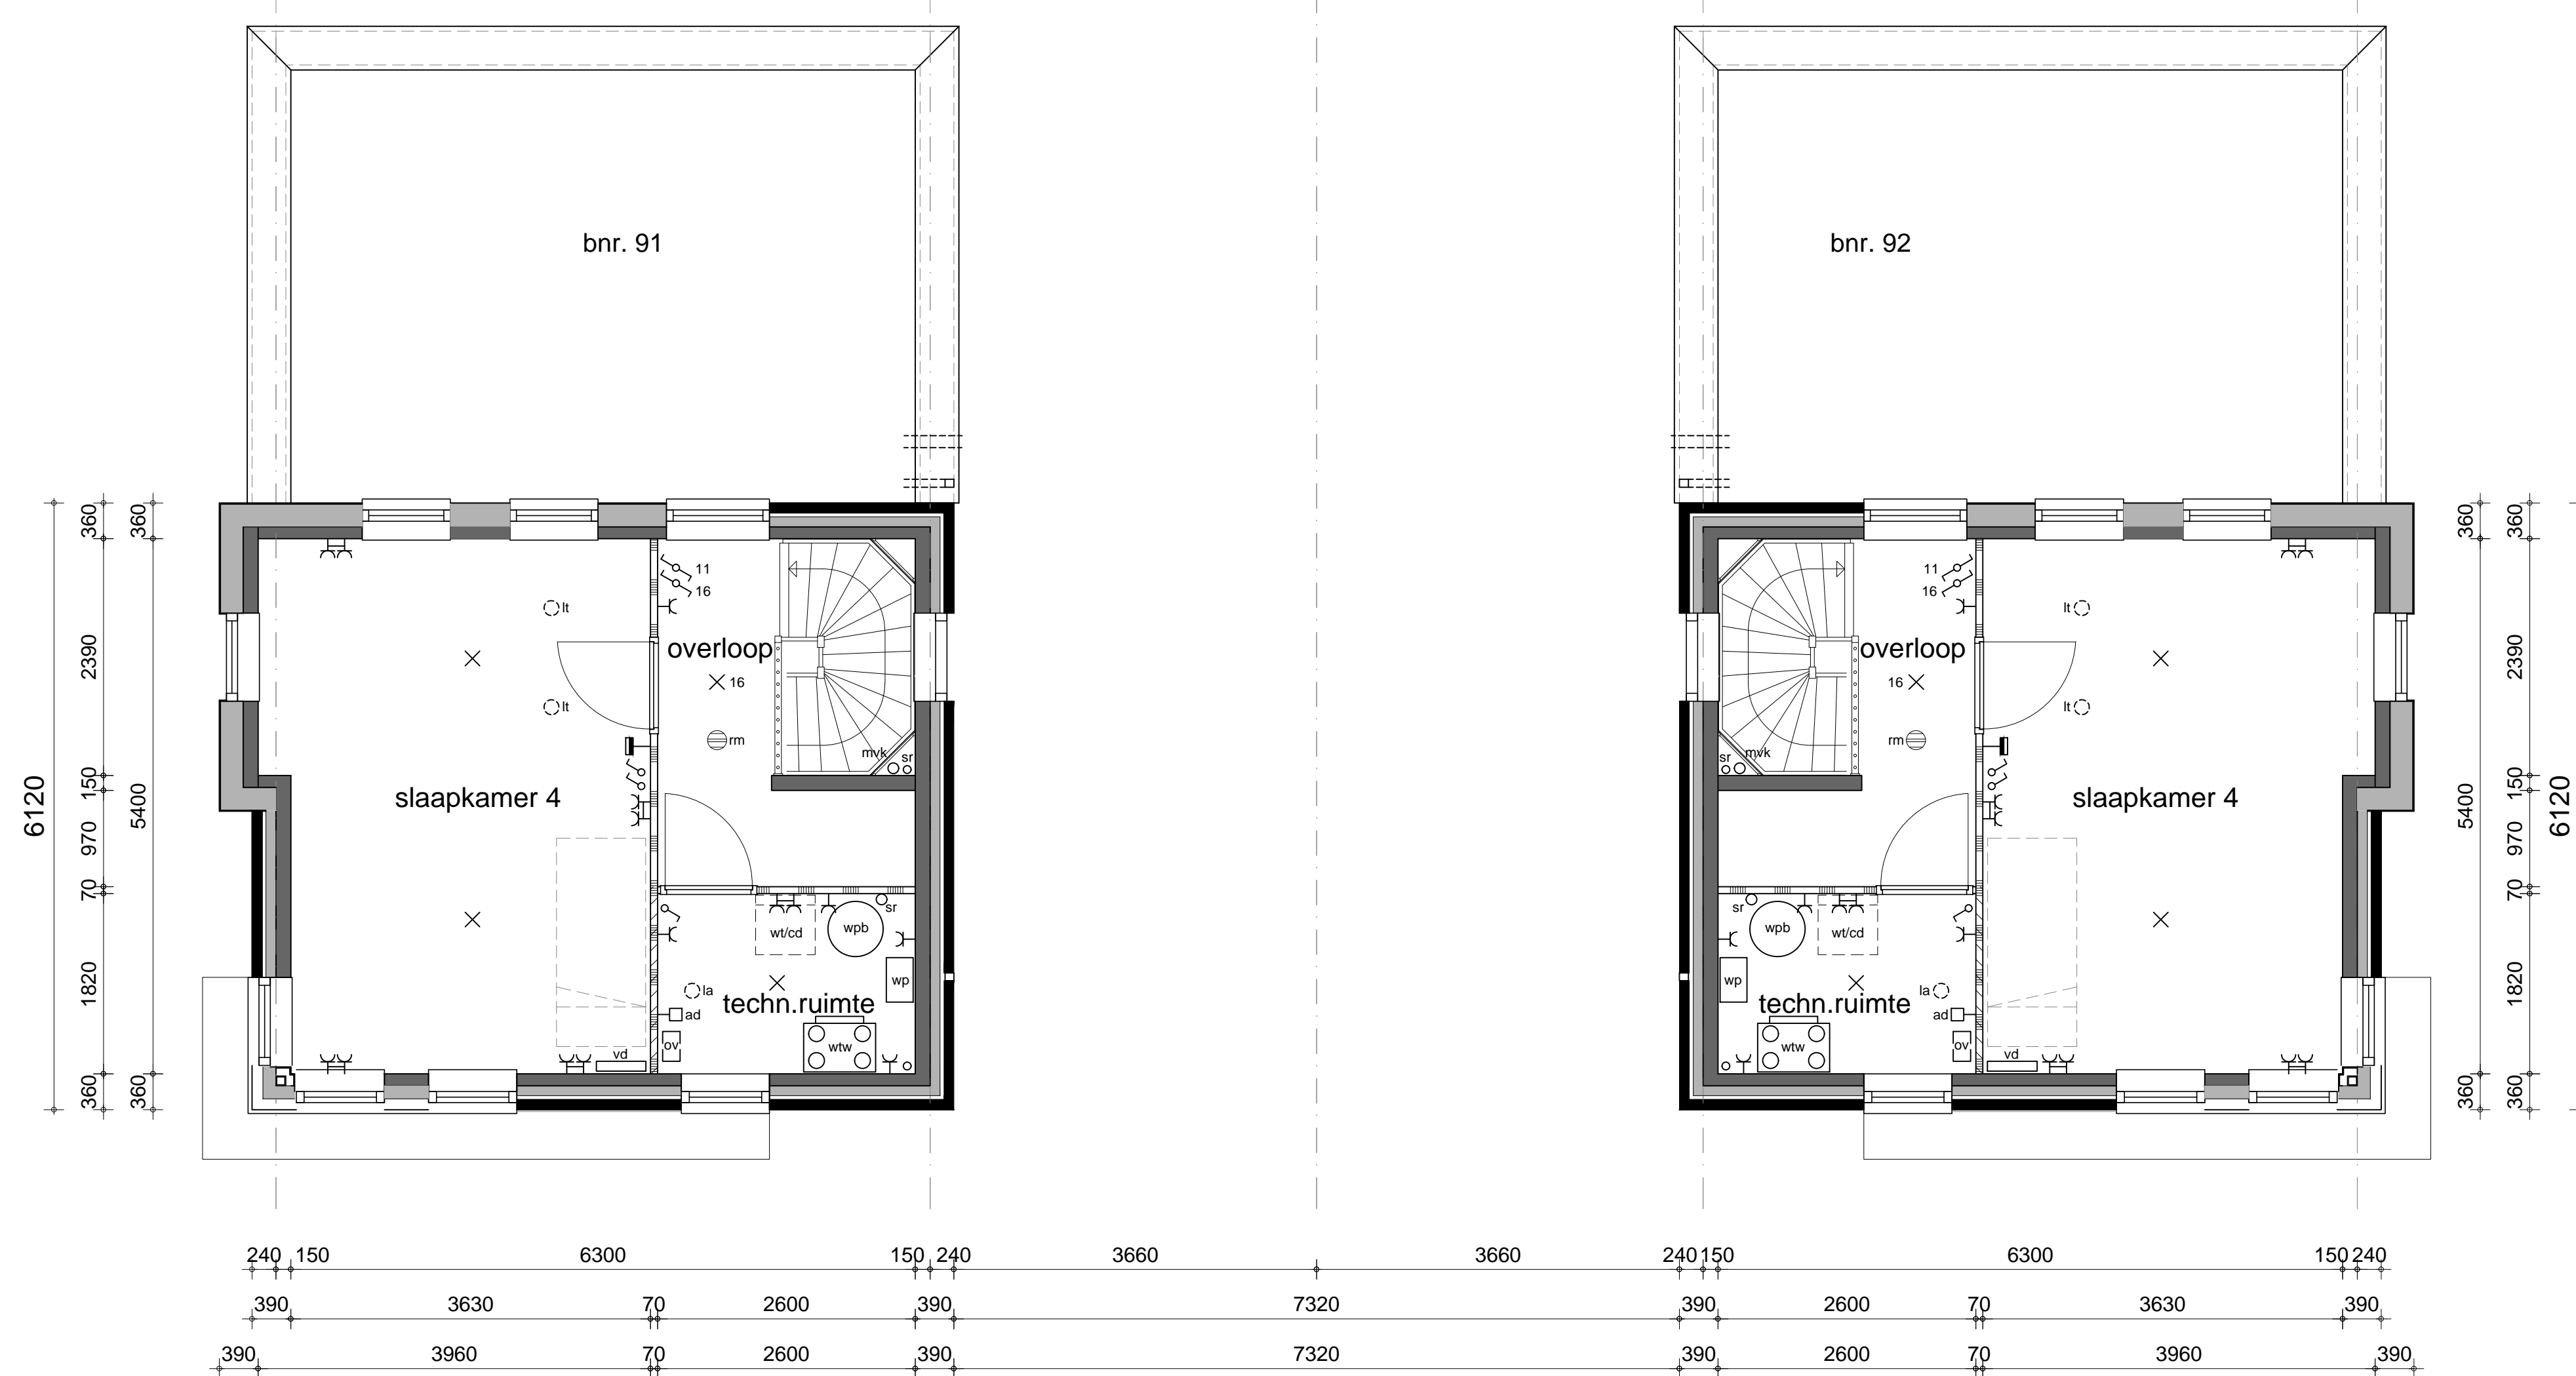 bnr. 91
bnr. 92
360
360
6120
2390
150
5400
970
70
1820
360
360
11
16
lt
overloop
16
lt
rm
mvk
sr
slaapkamer 4
sr
wt/cd
wpb
wp
la
techn.ruimte
ad
ov
wtw
vd
11
16
lt
overloop
16
lt
rm
sr
mvk
slaapkamer 4
sr
wpb
wt/cd
wp
la
techn.ruimte
ad
ov
wtw
vd
360
360
2390
150
5400
6120
970
70
1820
360
360
240 150 6300 150 240 3660 3660 240 150 6300 150 240
390 3630 70 2600 390 7320 390 2600 70 3630 390
390 3960 70 2600 390 7320 390 2600 70 3960 390